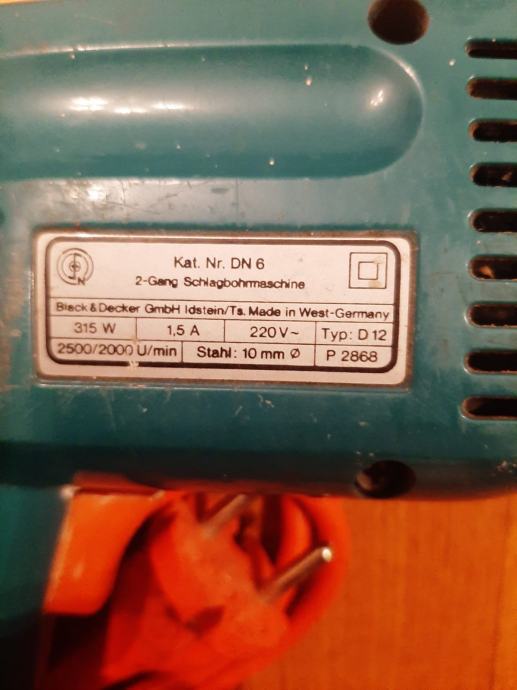 Kat. Nr. DN 6
2-Gang Schlagbohrmaschine
Black & Decker GmbH Idstein/Ts. Made in West-Germany
315 W 1,5 A 220 V~ Typ: D 12
2500/2000 U/min Stahl: 10 mm Ø P 2868